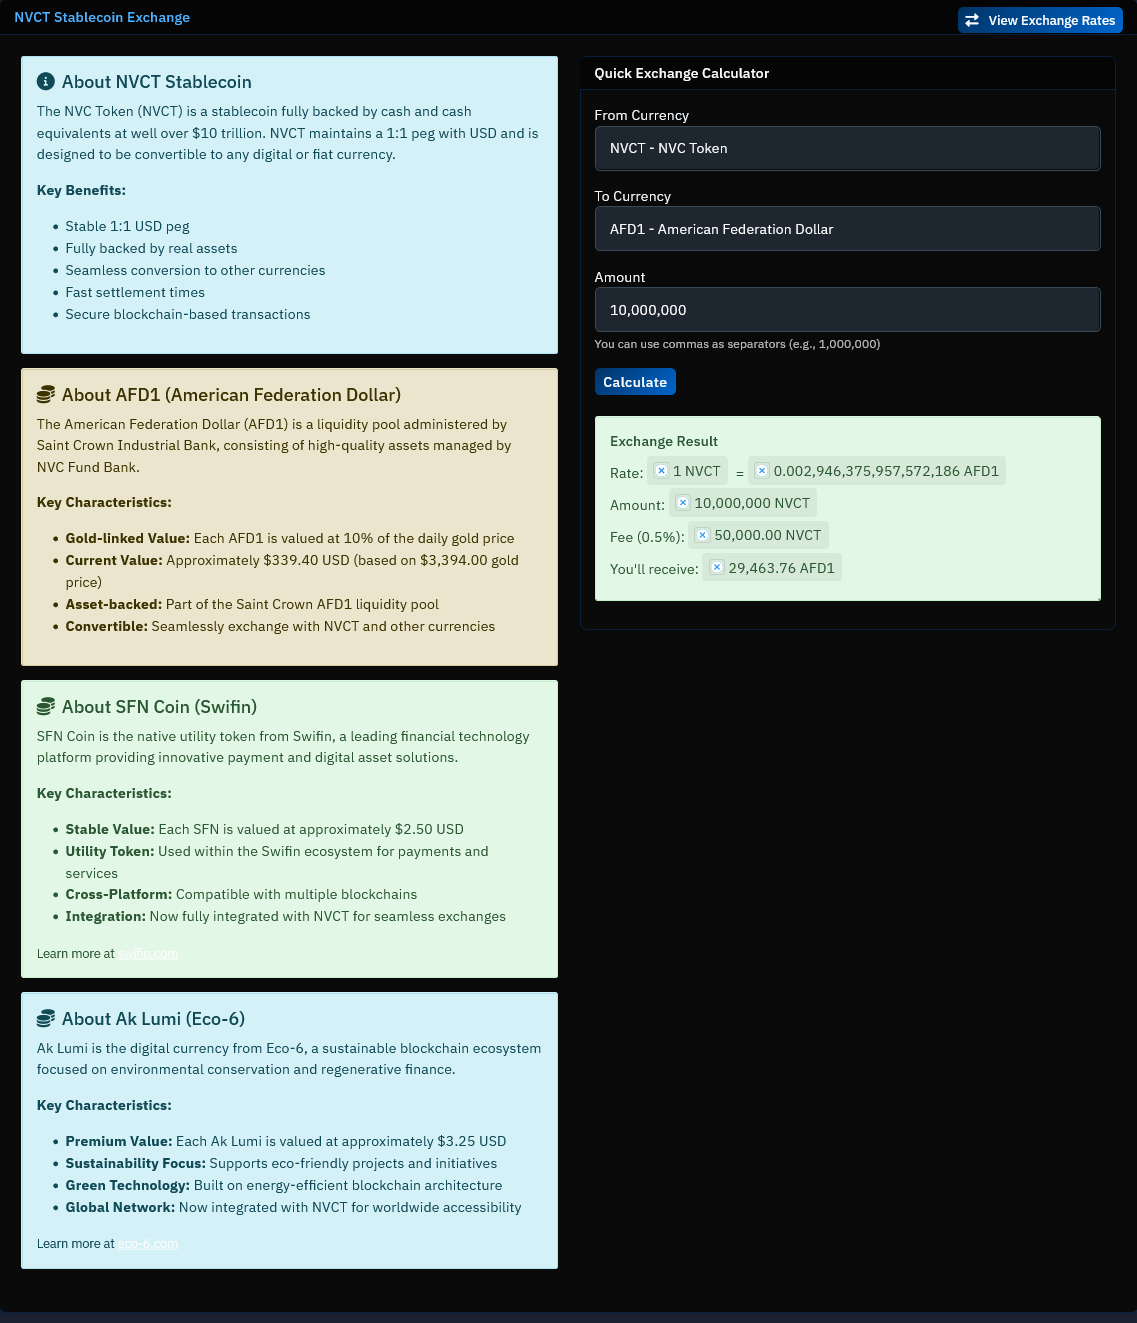 NVCT Stablecoin Exchange
View Exchange Rates
About NVCT Stablecoin
The NVC Token (NVCT) is a stablecoin fully backed by cash and cash
equivalents at well over $10 trillion. NVCT maintains a 1:1 peg with USD and is
designed to be convertible to any digital or fiat currency.
Key Benefits:
• Stable 1:1 USD peg
• Fully backed by real assets
• Seamless conversion to other currencies
• Fast settlement times
• Secure blockchain-based transactions
About AFD1 (American Federation Dollar)
The American Federation Dollar (AFD1) is a liquidity pool administered by
Saint Crown Industrial Bank, consisting of high-quality assets managed by
NVC Fund Bank.
Key Characteristics:
• Gold-linked Value: Each AFD1 is valued at 10% of the daily gold price
• Current Value: Approximately $339.40 USD (based on $3,394.00 gold
price)
• Asset-backed: Part of the Saint Crown AFD1 liquidity pool
• Convertible: Seamlessly exchange with NVCT and other currencies
About SFN Coin (Swifin)
SFN Coin is the native utility token from Swifin, a leading financial technology
platform providing innovative payment and digital asset solutions.
Key Characteristics:
• Stable Value: Each SFN is valued at approximately $2.50 USD
• Utility Token: Used within the Swifin ecosystem for payments and
services
• Cross-Platform: Compatible with multiple blockchains
• Integration: Now fully integrated with NVCT for seamless exchanges
Learn more at swifin.com
About Ak Lumi (Eco-6)
Ak Lumi is the digital currency from Eco-6, a sustainable blockchain ecosystem
focused on environmental conservation and regenerative finance.
Key Characteristics:
• Premium Value: Each Ak Lumi is valued at approximately $3.25 USD
• Sustainability Focus: Supports eco-friendly projects and initiatives
• Green Technology: Built on energy-efficient blockchain architecture
• Global Network: Now integrated with NVCT for worldwide accessibility
Learn more at eco-6.com
Quick Exchange Calculator
From Currency
NVCT - NVC Token
To Currency
AFD1 - American Federation Dollar
Amount
10,000,000
You can use commas as separators (e.g., 1,000,000)
Calculate
Exchange Result
Rate: 1 NVCT = 0.002,946,375,957,572,186 AFD1
Amount: 10,000,000 NVCT
Fee (0.5%): 50,000.00 NVCT
You'll receive: 29,463.76 AFD1